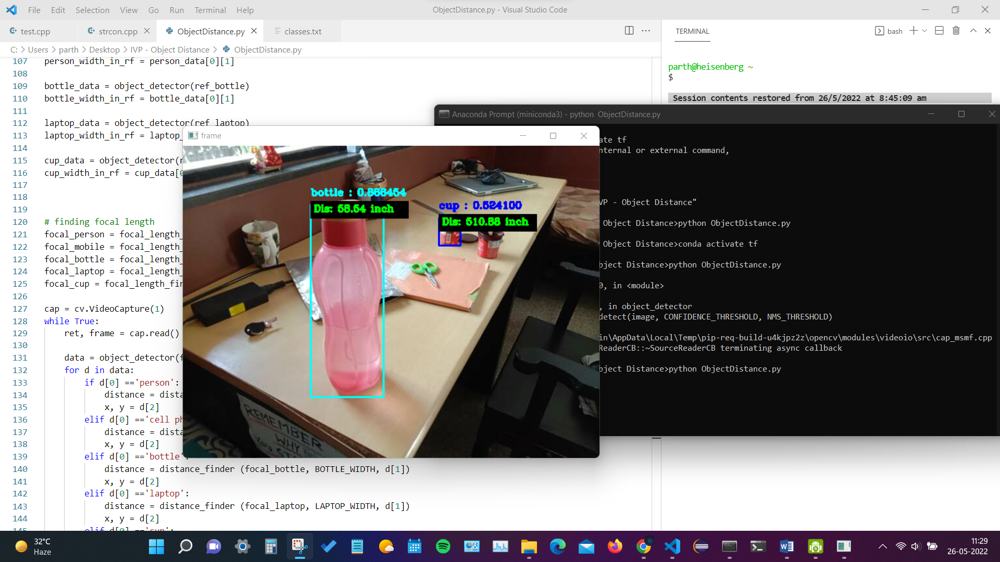 File Edit Selection View Go Run Terminal Help
ObjectDistance.py - Visual Studio Code
test.cpp
strcon.cpp
ObjectDistance.py
classes.txt
C: > Users > parth > Desktop > IVP - Object Distance > ObjectDistance.py
107 person_width_in_rf = person_data[0][1]
108
109 bottle_data = object_detector(ref_bottle)
110 bottle_width_in_rf = bottle_data[0][1]
111
112 laptop_data = object_detector(ref_laptop)
113 laptop_width_in_rf = laptop_
114
115 cup_data = object_detector(r
116 cup_width_in_rf = cup_data[0
117
118
119
120 # finding focal length
121 focal_person = focal_length_
122 focal_mobile = focal_length_
123 focal_bottle = focal_length_
124 focal_laptop = focal_length_
125 focal_cup = focal_length_fin
126
127 cap = cv.VideoCapture(1)
128 while True:
129 ret, frame = cap.read()
130
131 data = object_detector(f
132 for d in data:
133 if d[0] =='person':
134 distance = dista
135 x, y = d[2]
136 elif d[0] =='cell ph
137 distance = dista
138 x, y = d[2]
139 elif d[0] =='bottle':
140 distance = distance_finder (focal_bottle, BOTTLE_WIDTH, d[1])
141 x, y = d[2]
142 elif d[0] =='laptop':
143 distance = distance_finder (focal_laptop, LAPTOP_WIDTH, d[1])
144 x, y = d[2]
145 elif d[0] =='cup':
TERMINAL
bash
parth@heisenberg ~
$
Session contents restored from 26/5/2022 at 8:45:09 am
Anaconda Prompt (miniconda3) - python ObjectDistance.py
ate tf
nternal or external command,
VP - Object Distance"
Object Distance>python ObjectDistance.py
Object Distance>conda activate tf
bject Distance>python ObjectDistance.py
0, in <module>
, in object_detector
detect(image, CONFIDENCE_THRESHOLD, NMS_THRESHOLD)
in\AppData\Local\Temp\pip-req-build-u4kjpz2z\opencv\modules\videoio\src\cap_msmf.cpp
ReaderCB::~SourceReaderCB terminating async callback
bject Distance>python ObjectDistance.py
frame
bottle : 0.888454
Dis: 58.54 inch
cup : 0.524100
Dis: 510.88 inch
REMEMBER
WHY
32°C
Haze
11:29
26-05-2022